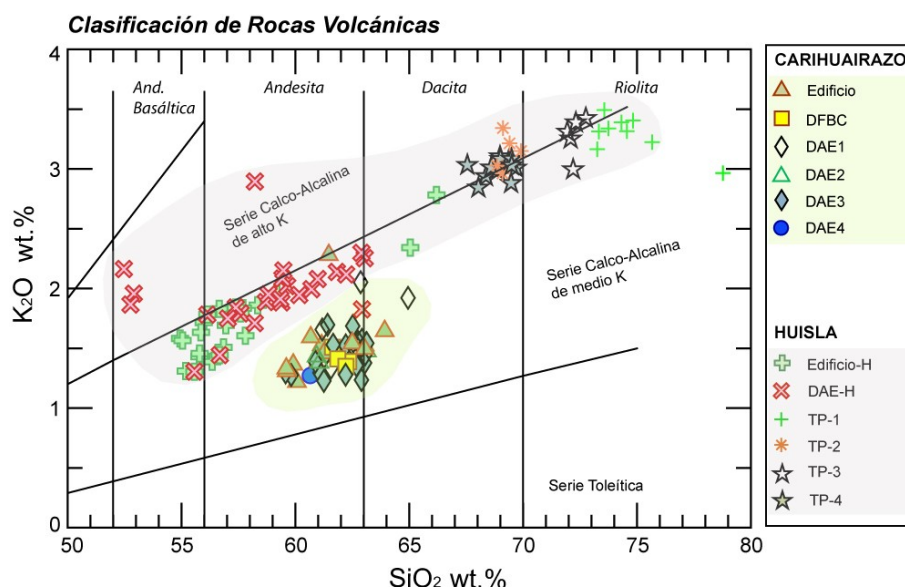 Clasificación de Rocas Volcánicas
4
3
2
1
0
K2O wt.%
And.
Basáltica
Andesita
Dacita
Riolita
Serie Calco-Alcalina
de alto K
Serie Calco-Alcalina
de medio K
Serie Toleítica
50
55
60
65
70
75
80
SiO2 wt.%
CARIHUAIRAZO
Edificio
DFBC
DAE1
DAE2
DAE3
DAE4
HUISLA
Edificio-H
DAE-H
TP-1
TP-2
TP-3
TP-4